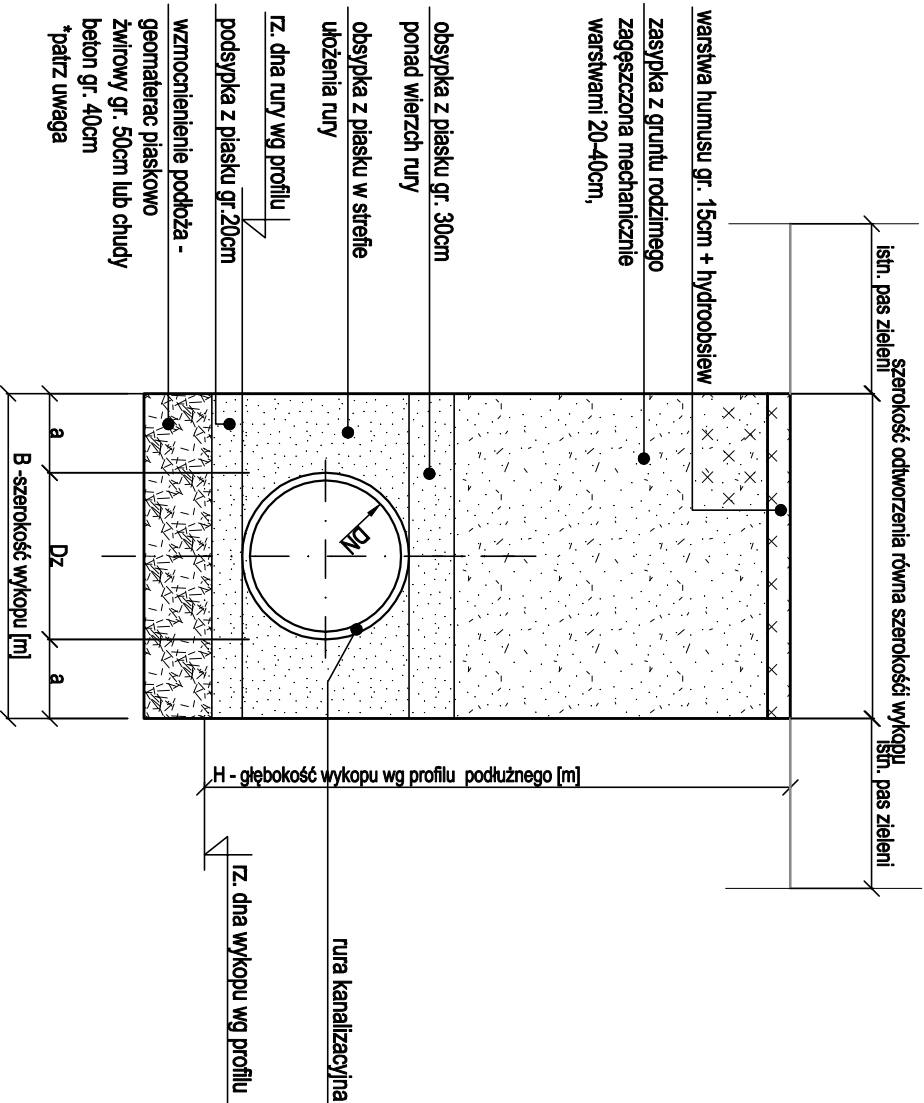 szerokość odtworzenia równa szerokośći wykopu
istn. pas zieleni
istn. pas zieleni
warstwa humusu gr. 15cm + hydroobsiew
zasypka z gruntu rodzimego
zagęszczona mechanicznie
warstwami 20-40cm,
obsypka z piasku gr. 30cm
ponad wierzch rury
obsypka z piasku w strefie
ułożenia rury
rz. dna rury wg profilu
podsypka z piasku gr.20cm
wzmocnienienie podłoża -
geomaterac piaskowo
żwirowy gr. 50cm lub chudy
beton gr. 40cm
*patrz uwaga
DN
H - głębokość wykopu wg profilu podłużnego [m]
rura kanalizacyjna
rz. dna wykopu wg profilu
a
Dz
a
B -szerokość wykopu [m]